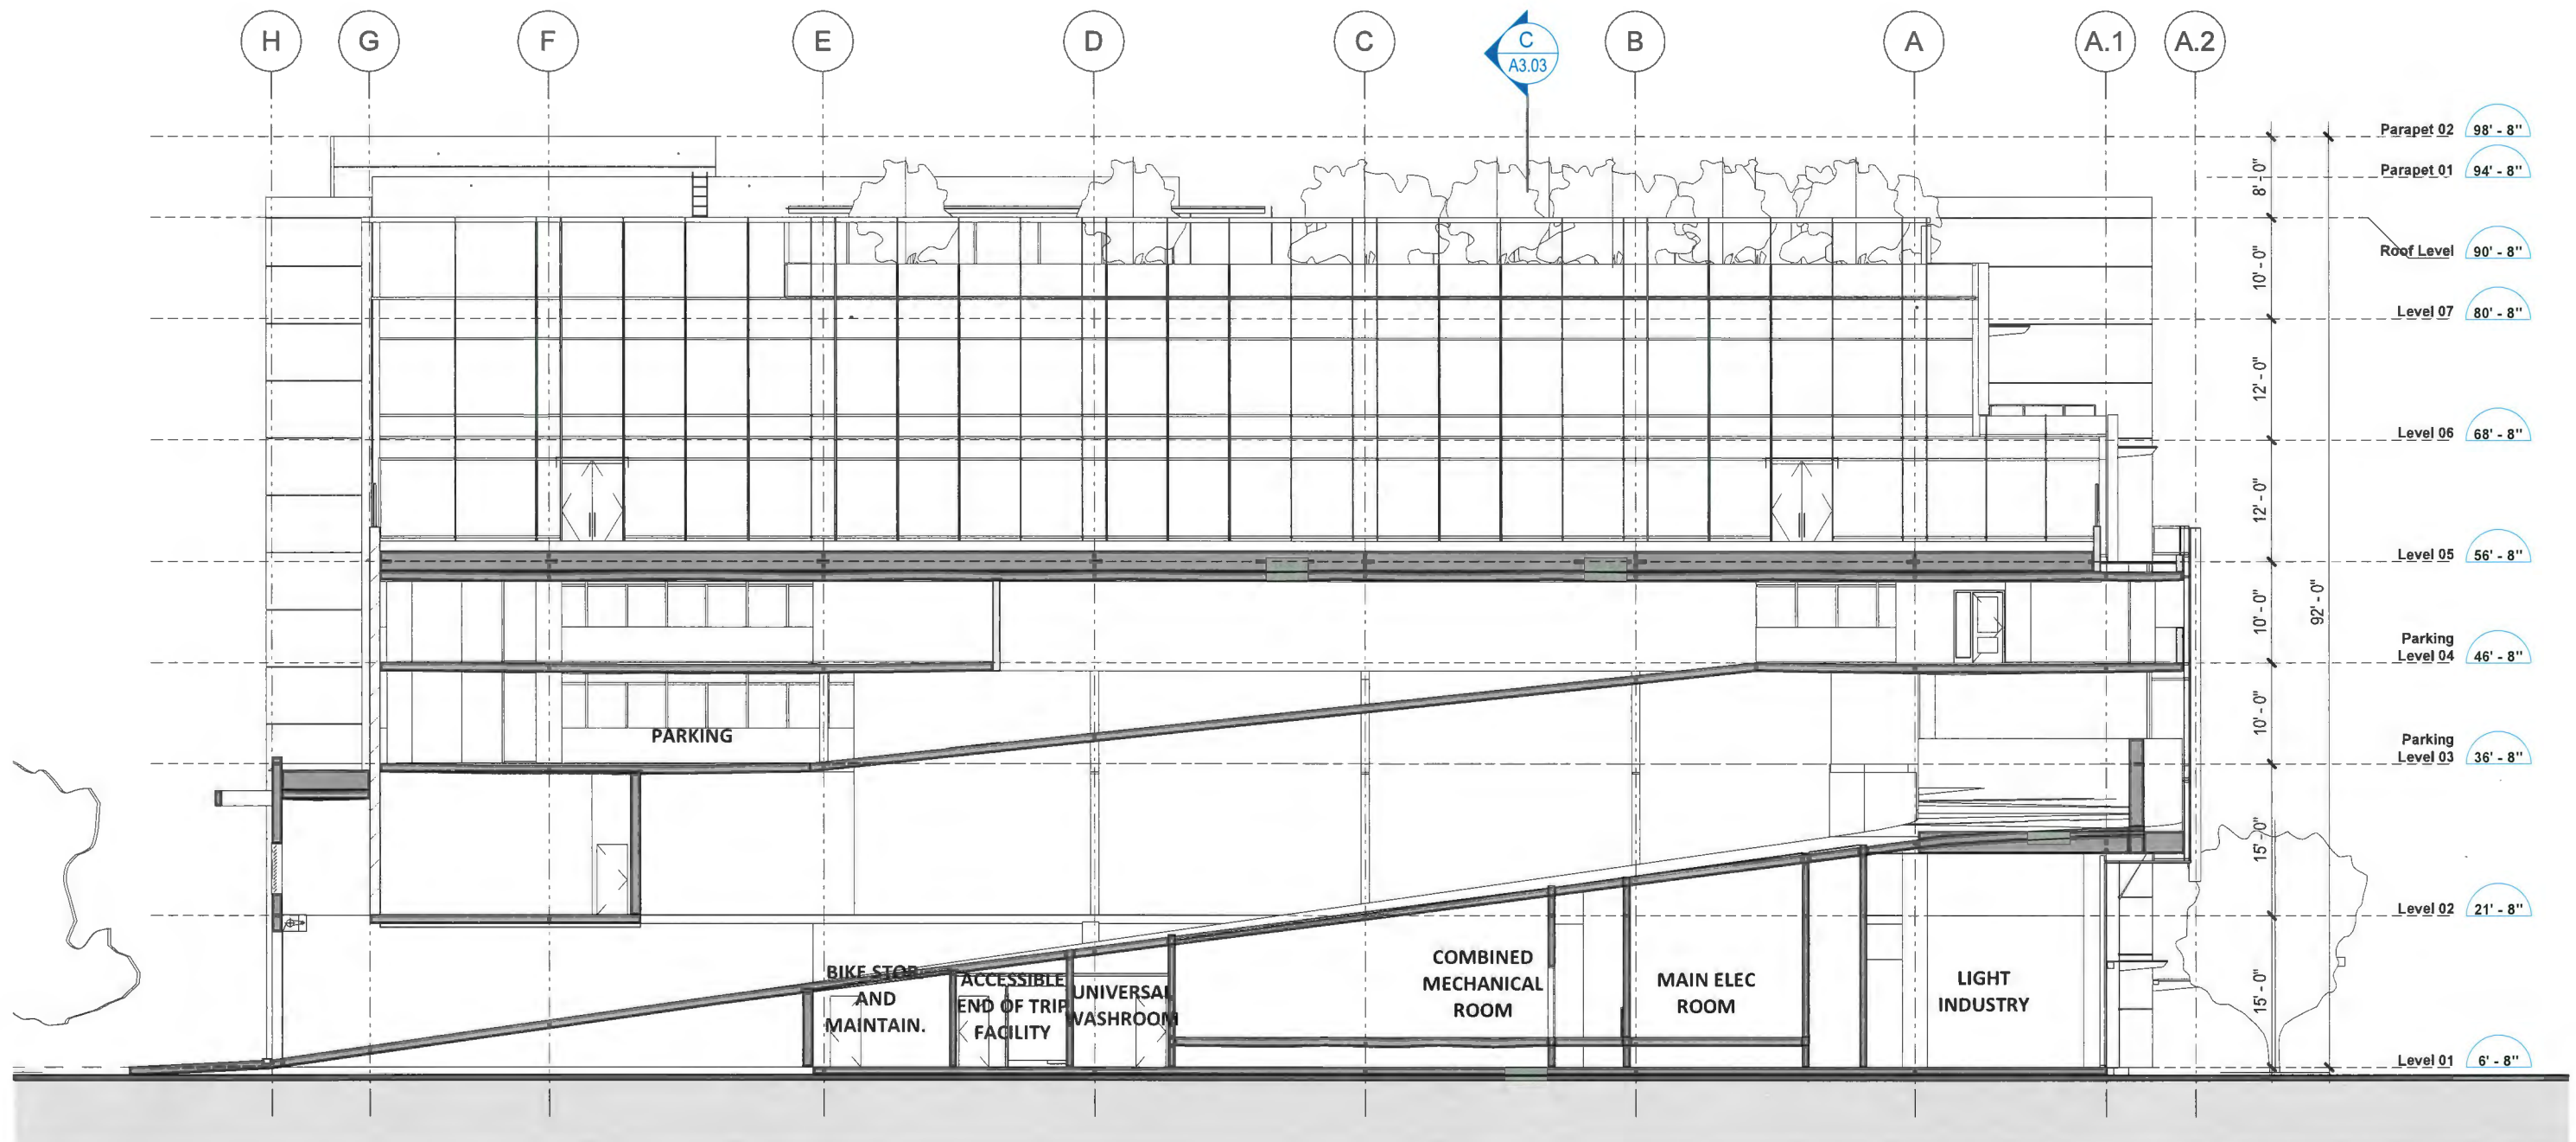 H
G
F
E
D
C
C
A3.03
B
A
A.1
A.2
Parapet 02 98' - 8"
Parapet 01 94' - 8"
8' - 0"
Roof Level 90' - 8"
10' - 0"
Level 07 80' - 8"
12' - 0"
Level 06 68' - 8"
12' - 0"
Level 05 56' - 8"
10' - 0"
92' - 0"
Parking
Level 04 46' - 8"
10' - 0"
PARKING
Parking
Level 03 36' - 8"
15' - 0"
Level 02 21' - 8"
BIKE STOR.
AND
MAINTAIN.
ACCESSIBLE
END OF TRIP
FACILITY
UNIVERSAL
WASHROOM
COMBINED
MECHANICAL
ROOM
MAIN ELEC
ROOM
LIGHT
INDUSTRY
15' - 0"
Level 01 6' - 8"